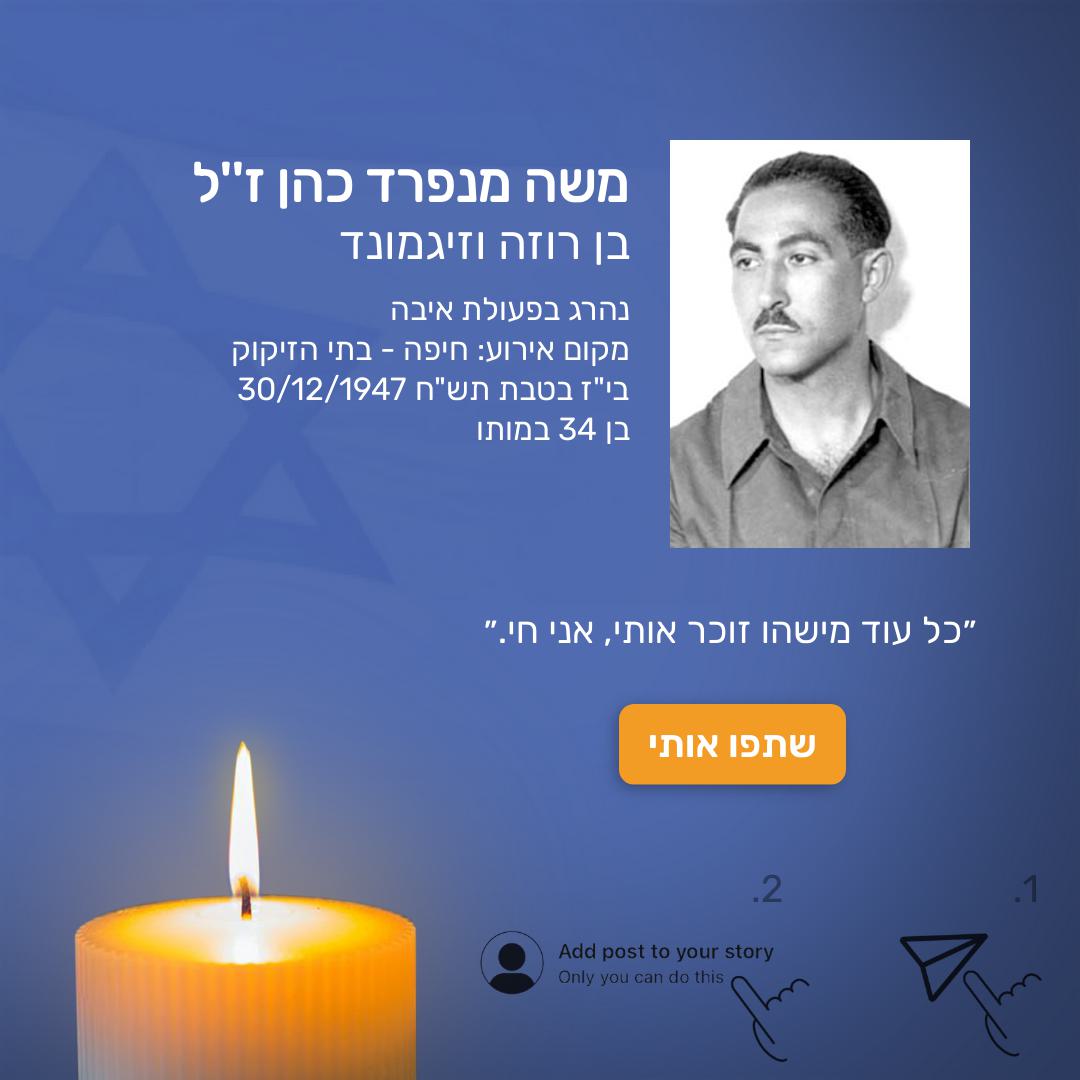 משה מנפרד כהן ז"ל
בן רוזה וזיגמונד
נהרג בפעולת איבה
מקום אירוע: חיפה - בתי הזיקוק
בי"ז בטבת תש"ח 30/12/1947
בן 34 במותו
״כל עוד מישהו זוכר אותי, אני חי.״
שתפו אותי
1.
2.
Add post to your story
Only you can do this